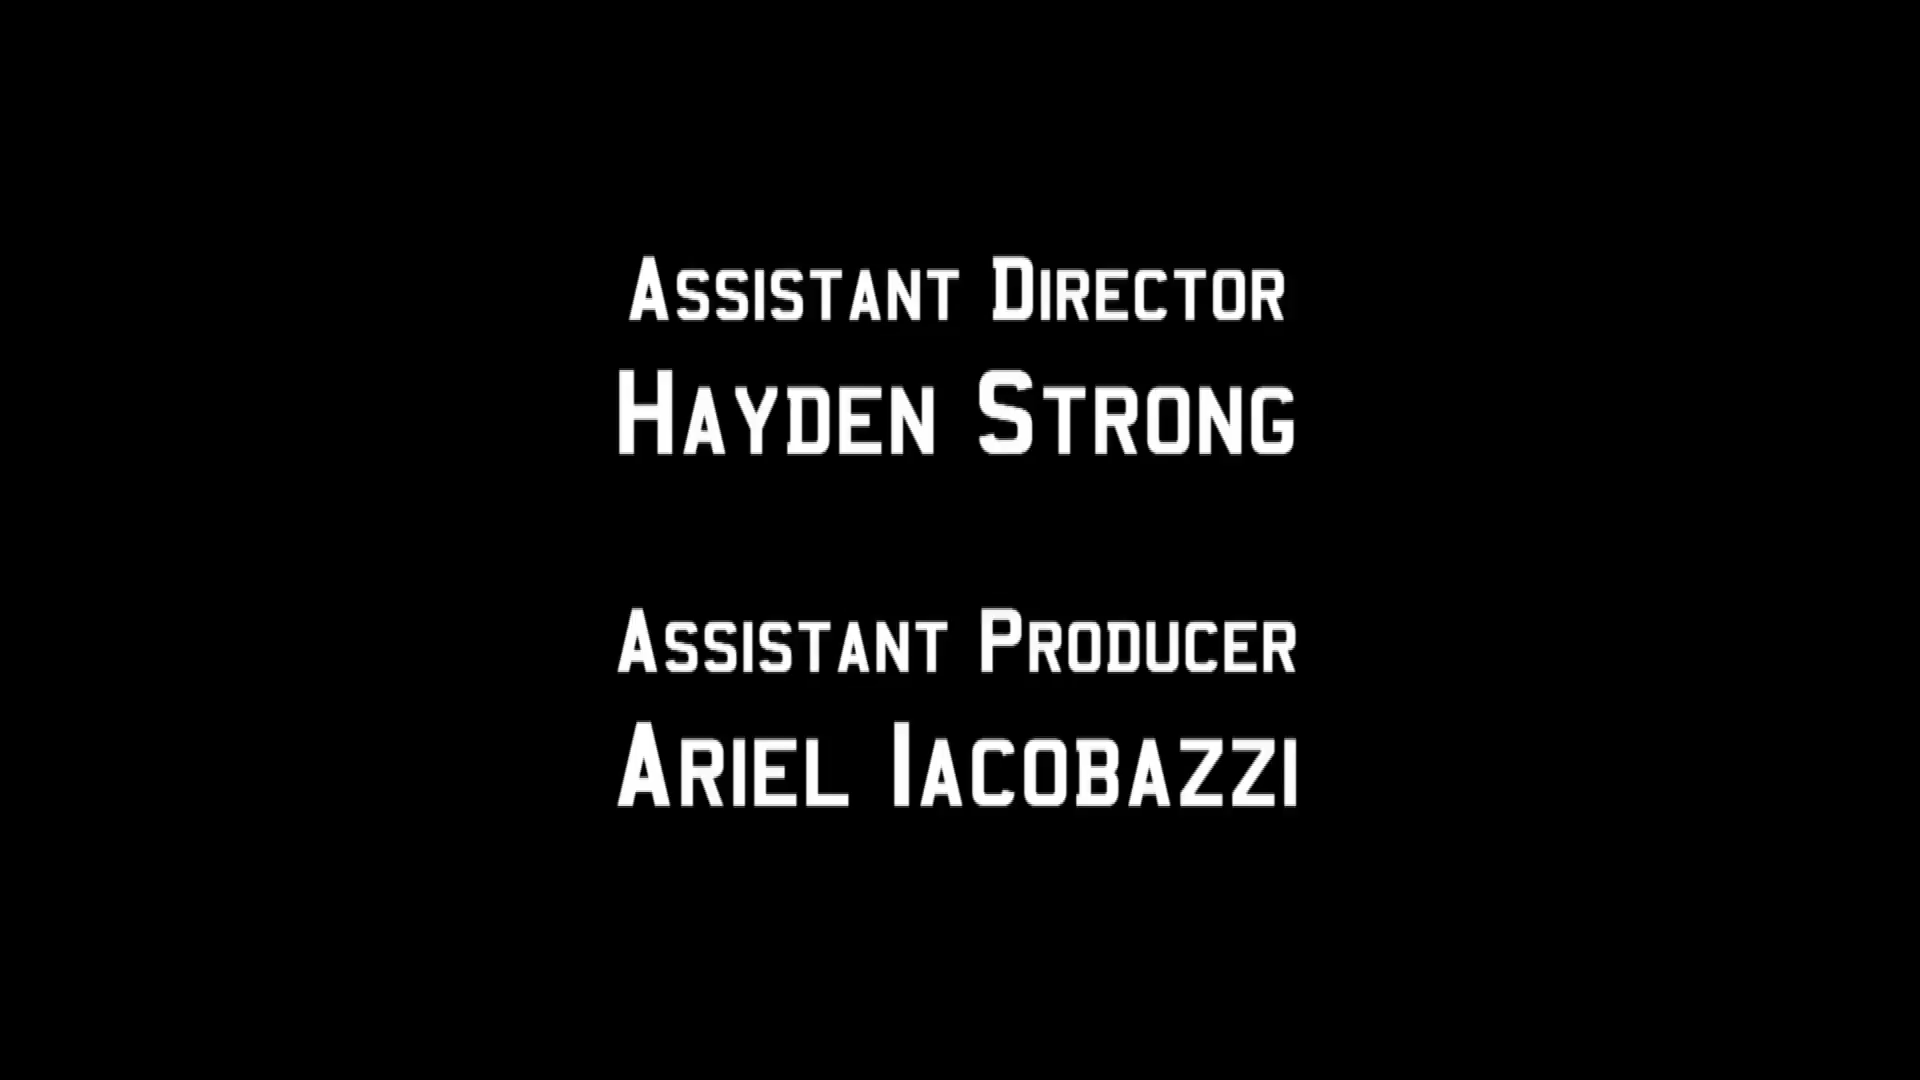 Assistant Director
Hayden Strong
Assistant Producer
Ariel Iacobazzi